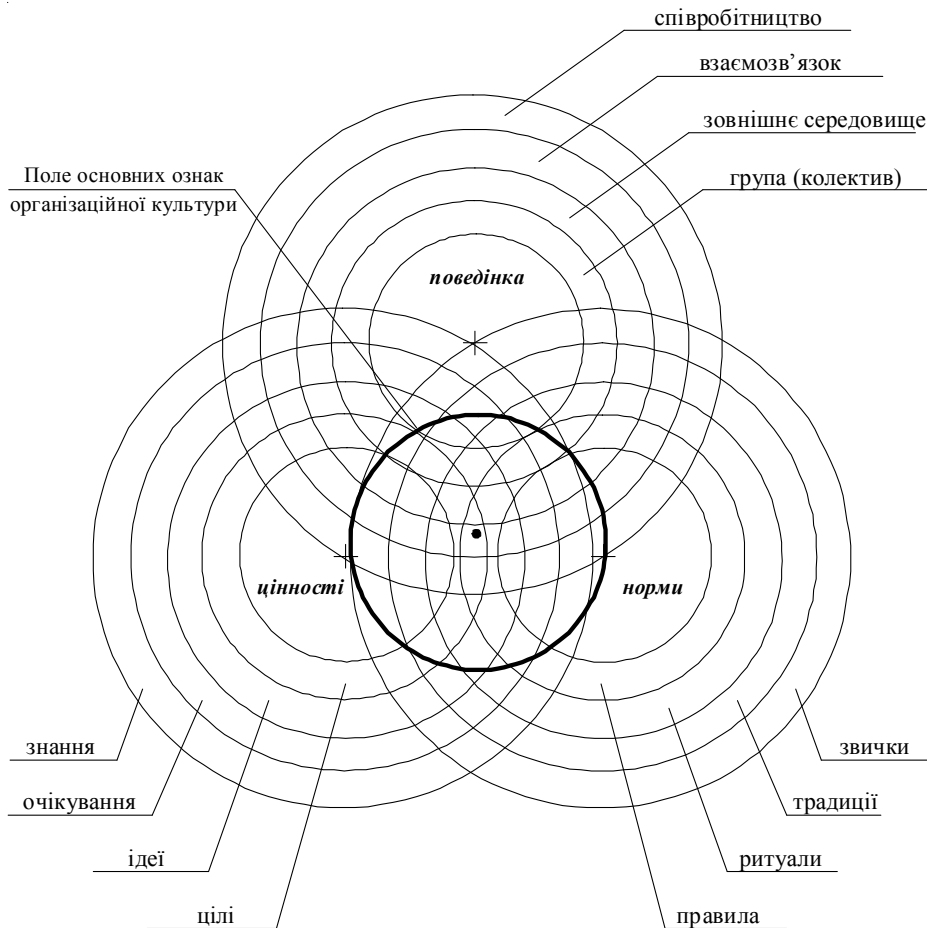 співробітництво
взаємозв’язок
зовнішнє середовище
група (колектив)
Поле основних ознак
організаційної культури
поведінка
цінності
норми
знання
звички
очікування
традиції
ідеї
ритуали
цілі
правила